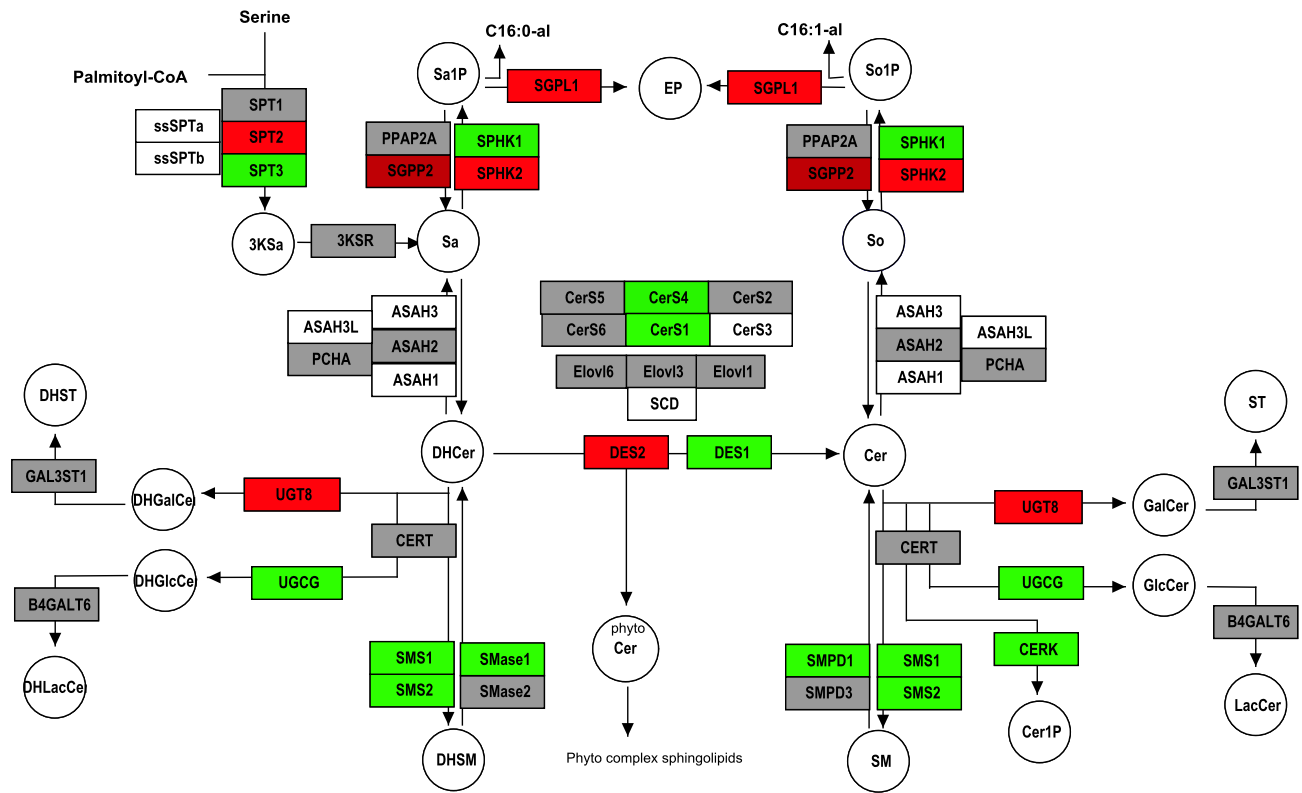 Serine
C16:0-al
C16:1-al
Palmitoyl-CoA
Sa1P
SGPL1
EP
SGPL1
So1P
SPT1
ssSPTa
SPT2
ssSPTb
SPT3
PPAP2A
SPHK1
SGPP2
SPHK2
PPAP2A
SPHK1
SGPP2
SPHK2
3KSa
3KSR
Sa
So
CerS5
CerS4
CerS2
CerS6
CerS1
CerS3
ASAH3
ASAH3L
ASAH2
PCHA
ASAH1
ASAH3
ASAH3L
ASAH2
PCHA
ASAH1
Elovl6
Elovl3
Elovl1
SCD
DHST
ST
DHCer
DES2
DES1
Cer
GAL3ST1
DHGalCer
UGT8
UGT8
GalCer
GAL3ST1
CERT
CERT
DHGlcCer
UGCG
UGCG
GlcCer
B4GALT6
B4GALT6
phyto
Cer
CERK
SMS1
SMase1
SMS2
SMase2
SMPD1
SMS1
SMPD3
SMS2
DHLacCer
LacCer
Cer1P
DHSM
Phyto complex sphingolipids
SM